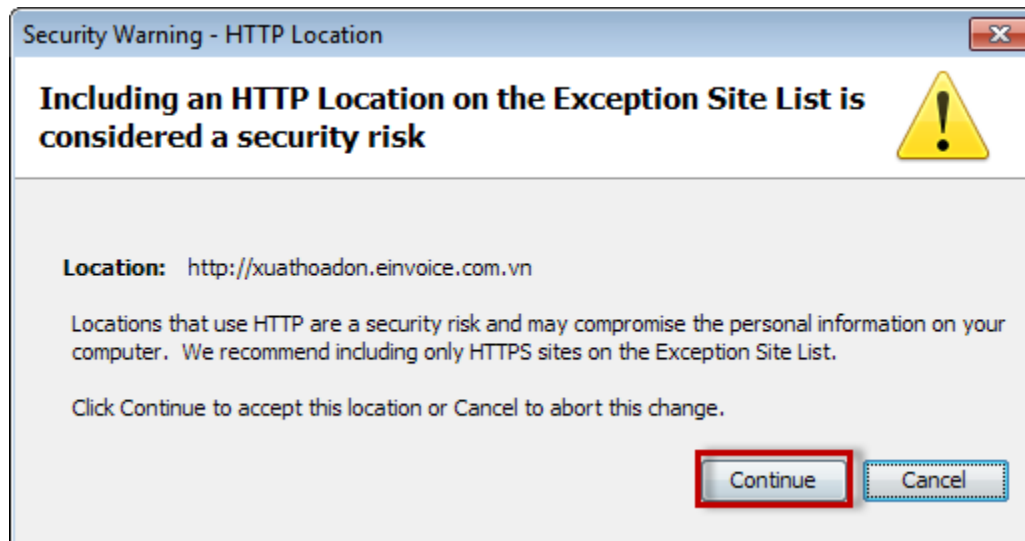 Security Warning - HTTP Location
Including an HTTP Location on the Exception Site List is
considered a security risk
Location: http://xuathoadon.einvoice.com.vn
Locations that use HTTP are a security risk and may compromise the personal information on your
computer. We recommend including only HTTPS sites on the Exception Site List.
Click Continue to accept this location or Cancel to abort this change.
Continue Cancel